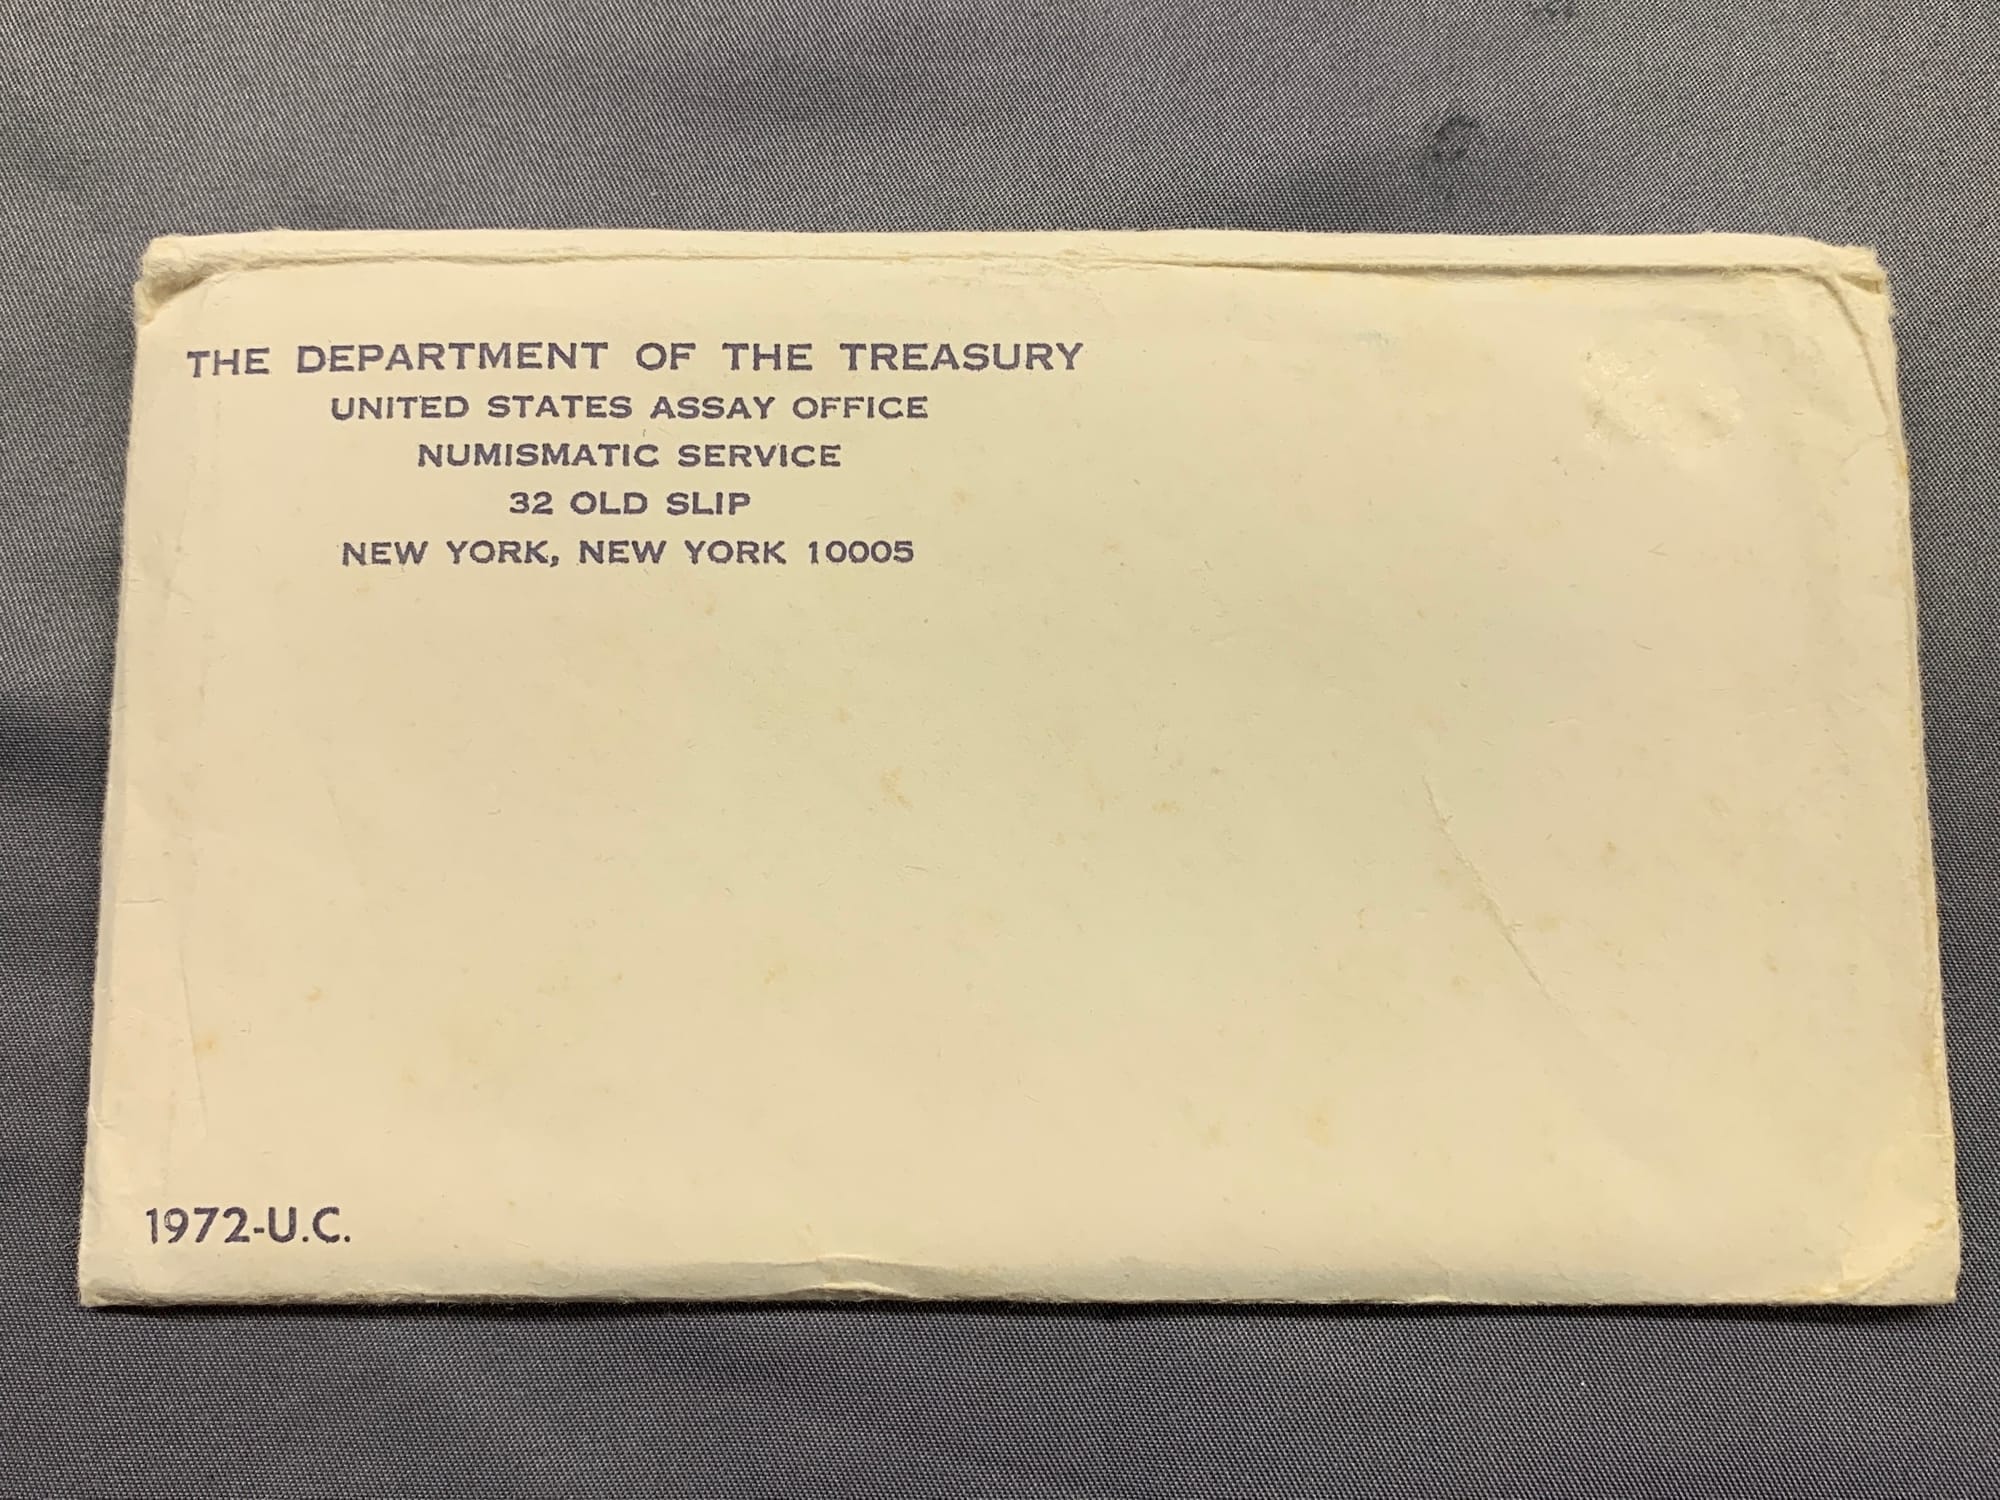 THE DEPARTMENT OF THE TREASURY
UNITED STATES ASSAY OFFICE
NUMISMATIC SERVICE
32 OLD SLIP
NEW YORK, NEW YORK 10005
1972-U.C.